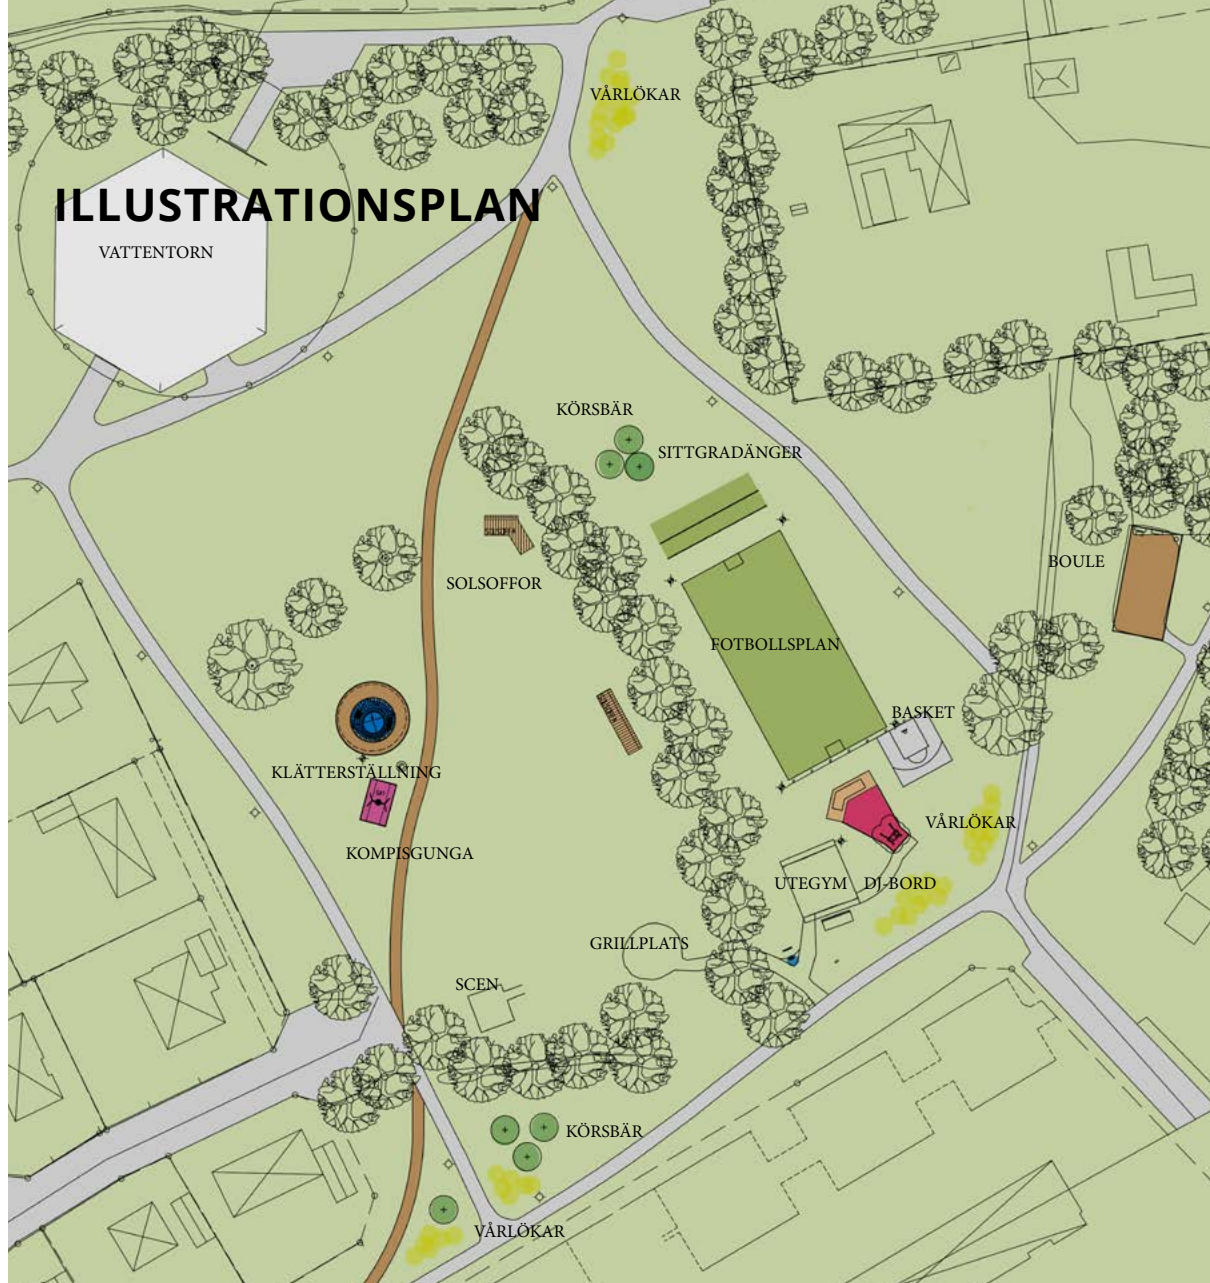 VÅRLÖKAR
ILLUSTRATIONSPLAN
VATTENTORN
KÖRSBÄR
SITTGRADÄNGER
SOLSOFFOR
BOULE
FOTBOLLSPLAN
BASKET
KLÄTTERSTÄLLNING
VÅRLÖKAR
KOMPISGUNGA
UTEGYM
DJ-BORD
GRILLPLATS
SCEN
KÖRSBÄR
VÅRLÖKAR